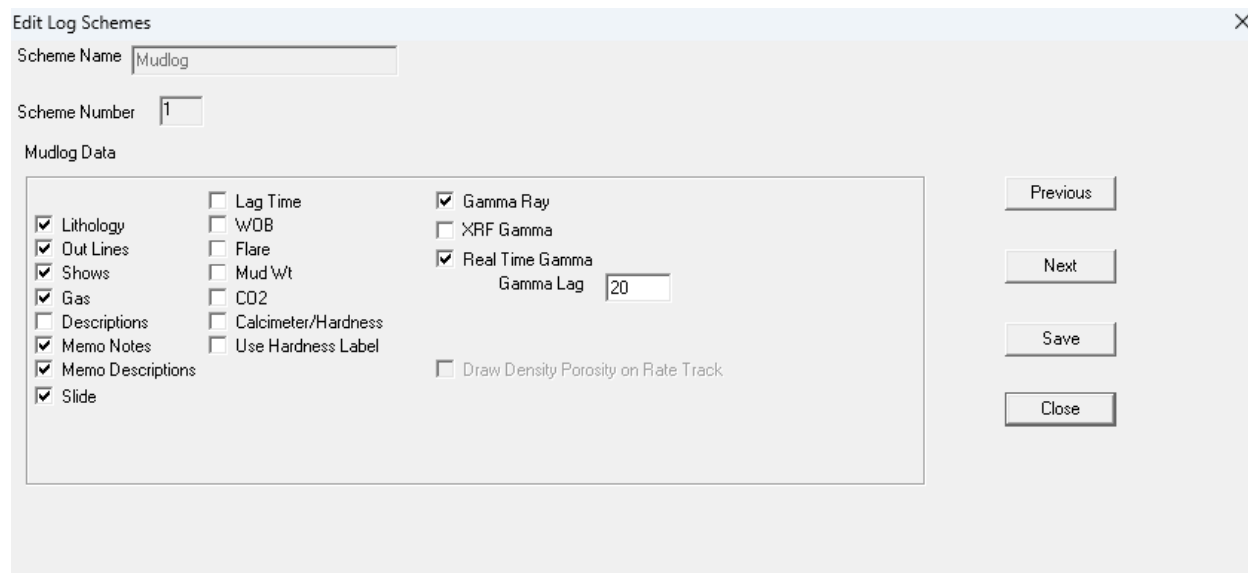 Edit Log Schemes
Scheme Name Mudlog
Scheme Number 1
Mudlog Data
Lithology
Out Lines
Shows
Gas
Descriptions
Memo Notes
Memo Descriptions
Slide
Lag Time
WOB
Flare
Mud Wt
CO2
Calcimeter/Hardness
Use Hardness Label
Gamma Ray
XRF Gamma
Real Time Gamma
Gamma Lag 20
Draw Density Porosity on Rate Track
Previous
Next
Save
Close